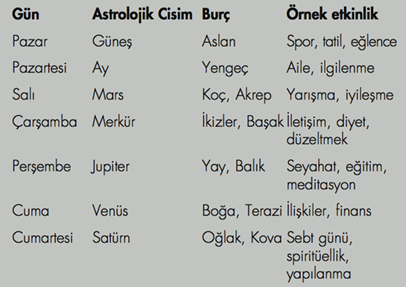 Gün Astrolojik Cisim Burç Örnek etkinlik
Pazar Güneş Aslan Spor, tatil, eğlence
Pazartesi Ay Yengeç Aile, ilgilenme
Salı Mars Koç, Akrep Yarışma, iyileşme
Çarşamba Merkür İkizler, Başak İletişim, diyet,
düzeltmek
Perşembe Jupiter Yay, Balık Seyahat, eğitim,
meditasyon
Cuma Venüs Boğa, Terazi İlişkiler, finans
Cumartesi Satürn Oğlak, Kova Sebt günü,
spiritüellik,
yapılanma